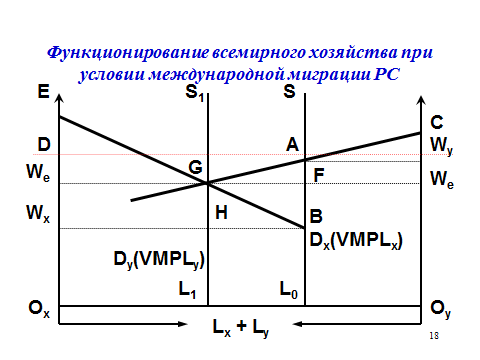 Функционирование всемирного хозяйства при
условии международной миграции РС
E S₁ S
C
D A Wy
G
We F We
Wx H B
Dx(VMPLx)
Dy(VMPLy)
L₁ L₀
Ox Oy
Lx + Ly
18